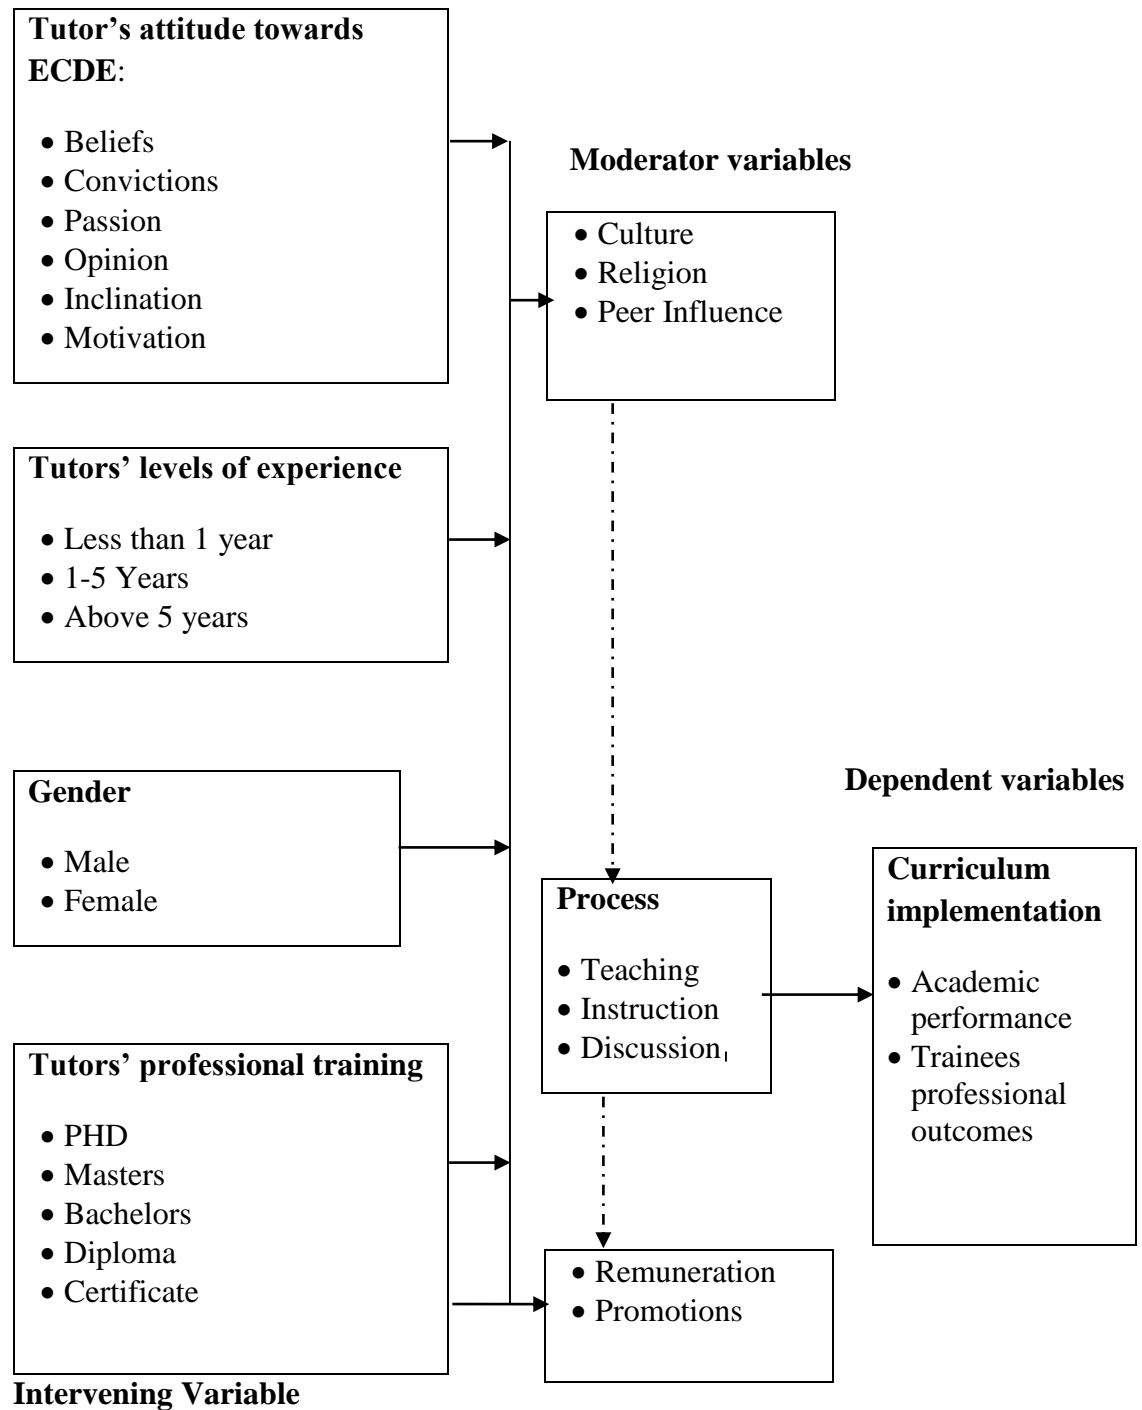 Tutor’s attitude towards
ECDE:
• Beliefs
• Convictions
• Passion
• Opinion
• Inclination
• Motivation
Moderator variables
• Culture
• Religion
• Peer Influence
Tutors’ levels of experience
• Less than 1 year
• 1-5 Years
• Above 5 years
Gender
• Male
• Female
Dependent variables
Process
• Teaching
• Instruction
• Discussion
Curriculum
implementation
• Academic
performance
• Trainees
professional
outcomes
Tutors’ professional training
• PHD
• Masters
• Bachelors
• Diploma
• Certificate
• Remuneration
• Promotions
Intervening Variable